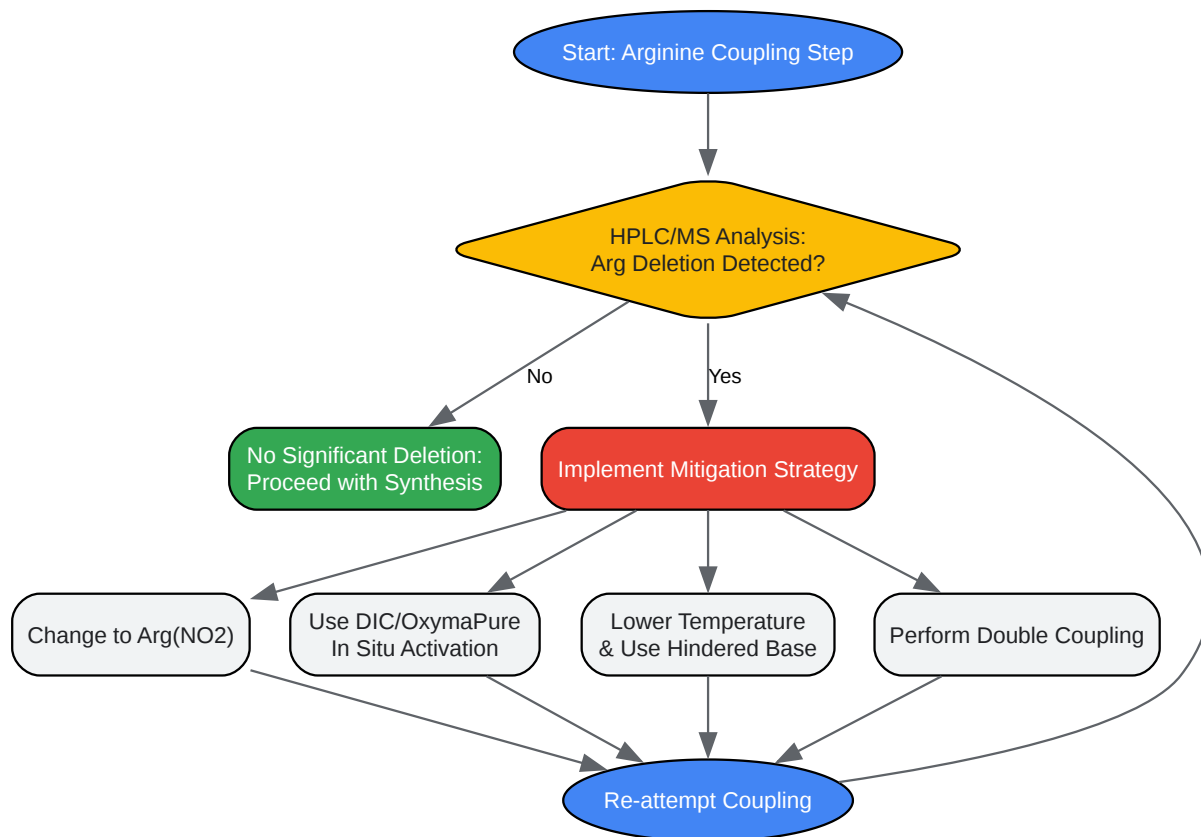 Start: Arginine Coupling Step
HPLC/MS Analysis:
Arg Deletion Detected?
No
Yes
No Significant Deletion:
Proceed with Synthesis
Implement Mitigation Strategy
Change to Arg(NO2)
Use DIC/OxymaPure
In Situ Activation
Lower Temperature
& Use Hindered Base
Perform Double Coupling
Re-attempt Coupling